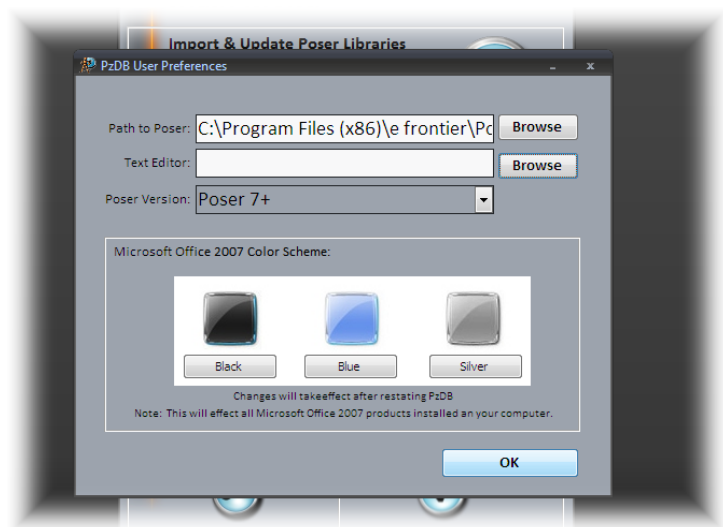 Import & Update Poser Libraries
PzDB User Preferences
Path to Poser: C:\Program Files (x86)\e frontier\Po Browse
Text Editor: Browse
Poser Version: Poser 7+
Microsoft Office 2007 Color Scheme:
Black Blue Silver
Changes will takeeffect after restating PzDB
Note: This will effect all Microsoft Office 2007 products installed an your computer.
OK